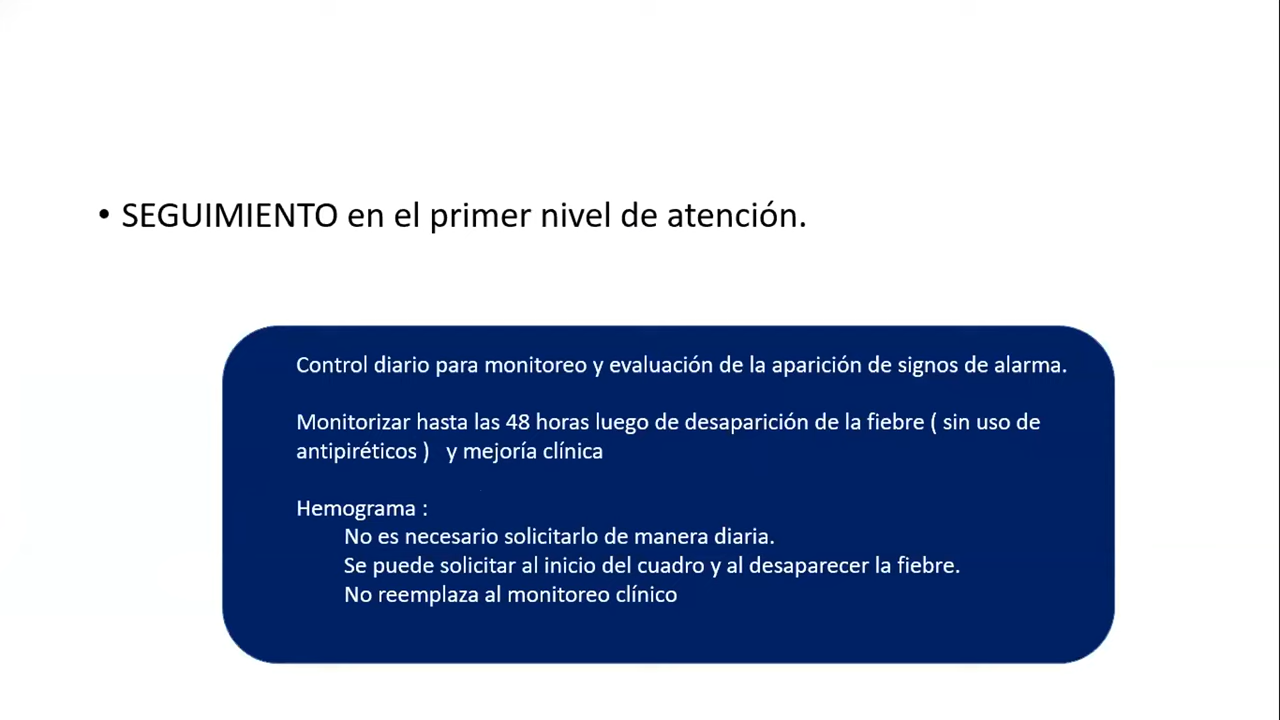 • SEGUIMIENTO en el primer nivel de atención.
Control diario para monitoreo y evaluación de la aparición de signos de alarma.
Monitorizar hasta las 48 horas luego de desaparición de la fiebre ( sin uso de
antipiréticos )   y mejoría clínica
Hemograma :
No es necesario solicitarlo de manera diaria.
Se puede solicitar al inicio del cuadro y al desaparecer la fiebre.
No reemplaza al monitoreo clínico